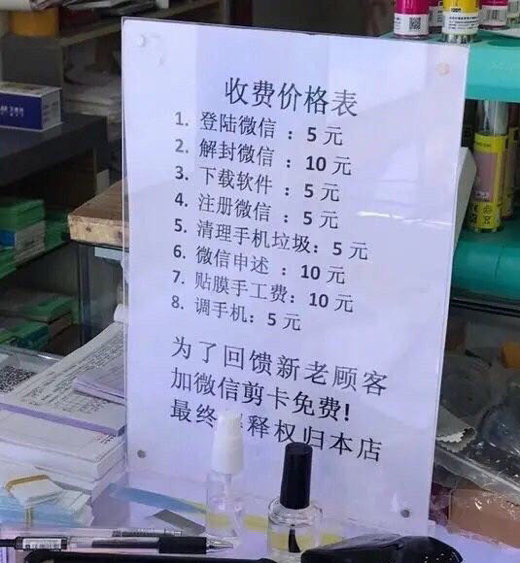 收费价格表
1. 登陆微信 : 5 元
2. 解封微信 : 10 元
3. 下载软件 : 5 元
4. 注册微信 : 5 元
5. 清理手机垃圾: 5 元
6. 微信申述 : 10 元
7. 贴膜手工费: 10 元
8. 调手机: 5 元
为了回馈新老顾客
加微信剪卡免费!
最终 释权归本店